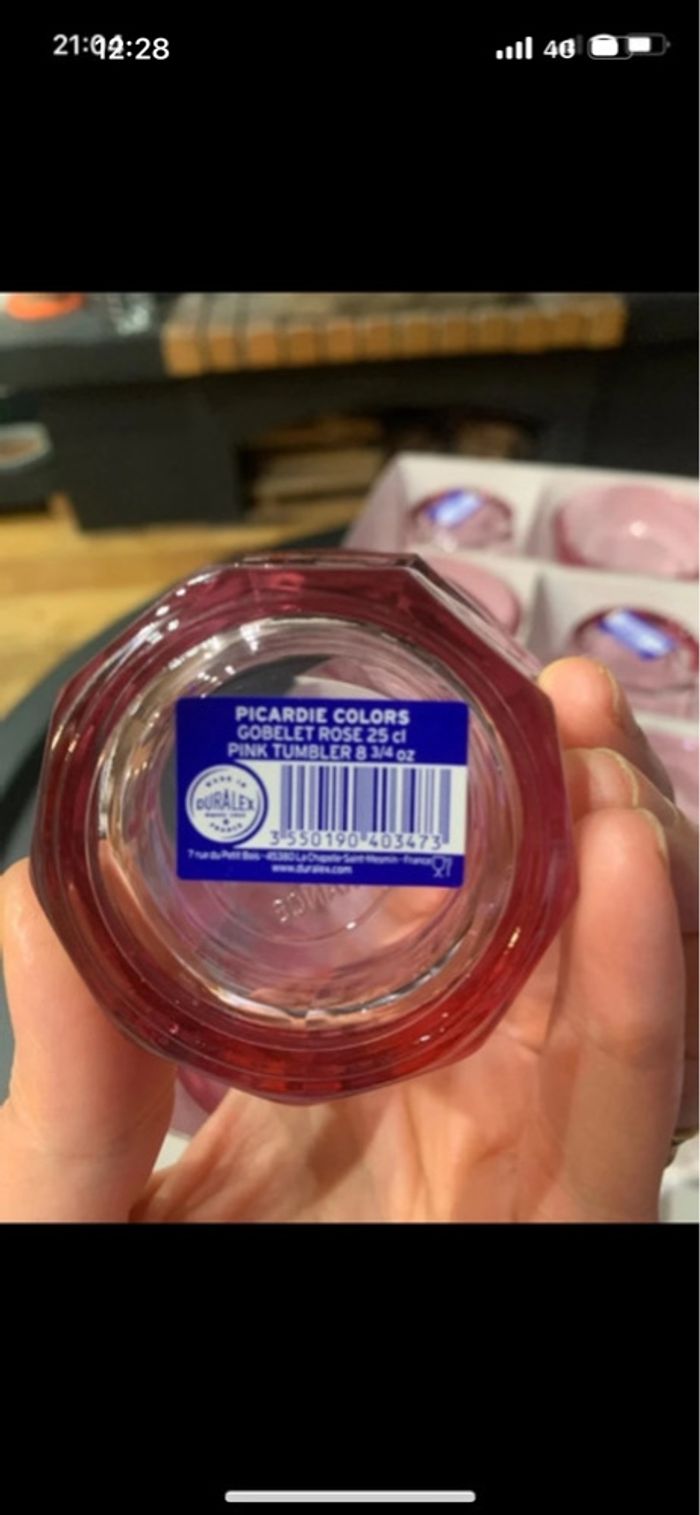 21:04 12:28 4G
PICARDIE COLORS
GOBELET ROSE 25 cl
PINK TUMBLER 8 3/4 oz
MADE IN
DURALEX
FRANCE
3 550190 403473
7 rue du Petit Bois - 45380 La Chapelle-Saint-Mesmin - France
www.duralex.com